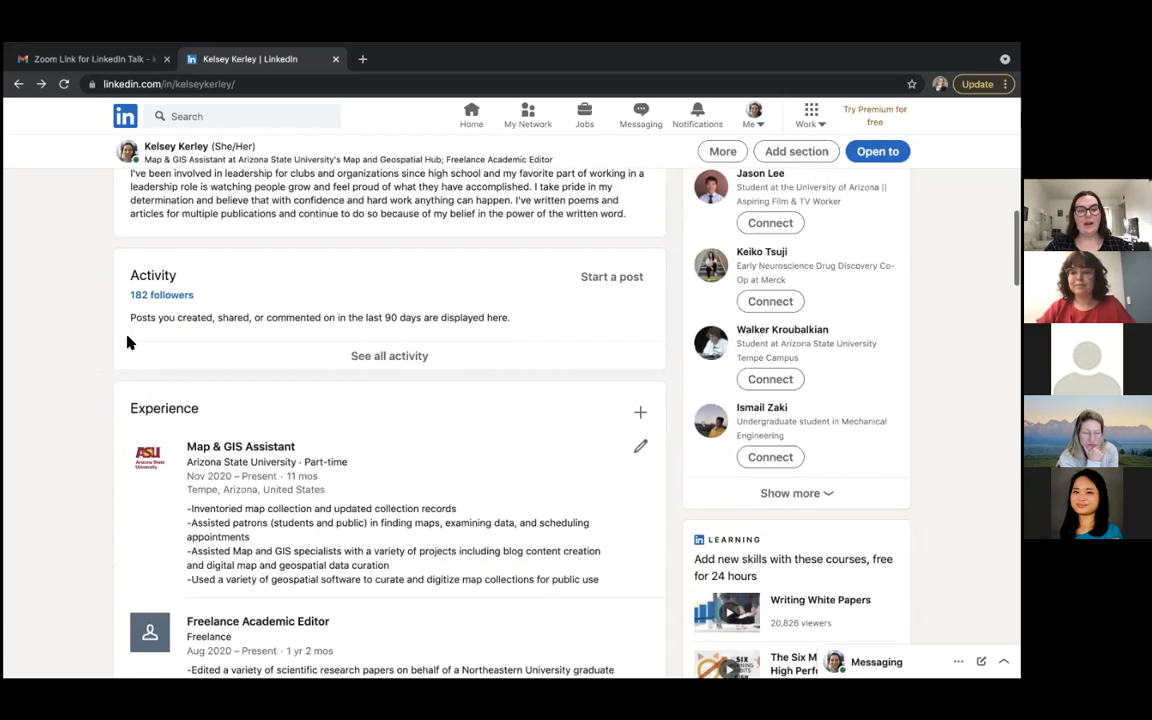 Zoom Link for LinkedIn Talk -
Kelsey Kerley | LinkedIn
linkedin.com/in/kelseykerley/
Update
in
Search
Home
My Network
Jobs
Messaging
Notifications
Me
Work
Try Premium for
free
Kelsey Kerley (She/Her)
Map & GIS Assistant at Arizona State University's Map and Geospatial Hub; Freelance Academic Editor
More
Add section
Open to
I've been involved in leadership for clubs and organizations since high school and my favorite part of working in a
leadership role is watching people grow and feel proud of what they have accomplished. I take pride in my
determination and believe that with confidence and hard work anything can happen. I've written poems and
articles for multiple publications and continue to do so because of my belief in the power of the written word.
Activity
Start a post
182 followers
Posts you created, shared, or commented on in the last 90 days are displayed here.
See all activity
Experience
ASU
Arizona State
University
Map & GIS Assistant
Arizona State University · Part-time
Nov 2020 – Present · 11 mos
Tempe, Arizona, United States
-Inventoried map collection and updated collection records
-Assisted patrons (students and public) in finding maps, examining data, and scheduling
appointments
-Assisted Map and GIS specialists with a variety of projects including blog content creation
and digital map and geospatial data curation
-Used a variety of geospatial software to curate and digitize map collections for public use
Freelance Academic Editor
Freelance
Aug 2020 – Present · 1 yr 2 mos
-Edited a variety of scientific research papers on behalf of a Northeastern University graduate
Jason Lee
Student at the University of Arizona ||
Aspiring Film & TV Worker
Connect
Keiko Tsuji
Early Neuroscience Drug Discovery Co-
Op at Merck
Connect
Walker Kroubalkian
Student at Arizona State University
Tempe Campus
Connect
Ismail Zaki
Undergraduate student in Mechanical
Engineering
Connect
Show more
in LEARNING
Add new skills with these courses, free
for 24 hours
Writing White Papers
20,826 viewers
SIX
The Six M
High Perf
Messaging